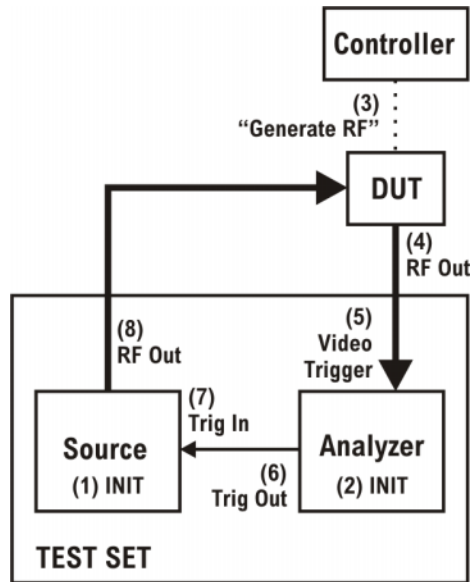 Controller
(3)
“Generate RF”
DUT
(4)
RF Out
(8)
RF Out
(5)
Video
Trigger
(7)
Trig In
Source
(1) INIT
(6)
Trig Out
Analyzer
(2) INIT
TEST SET